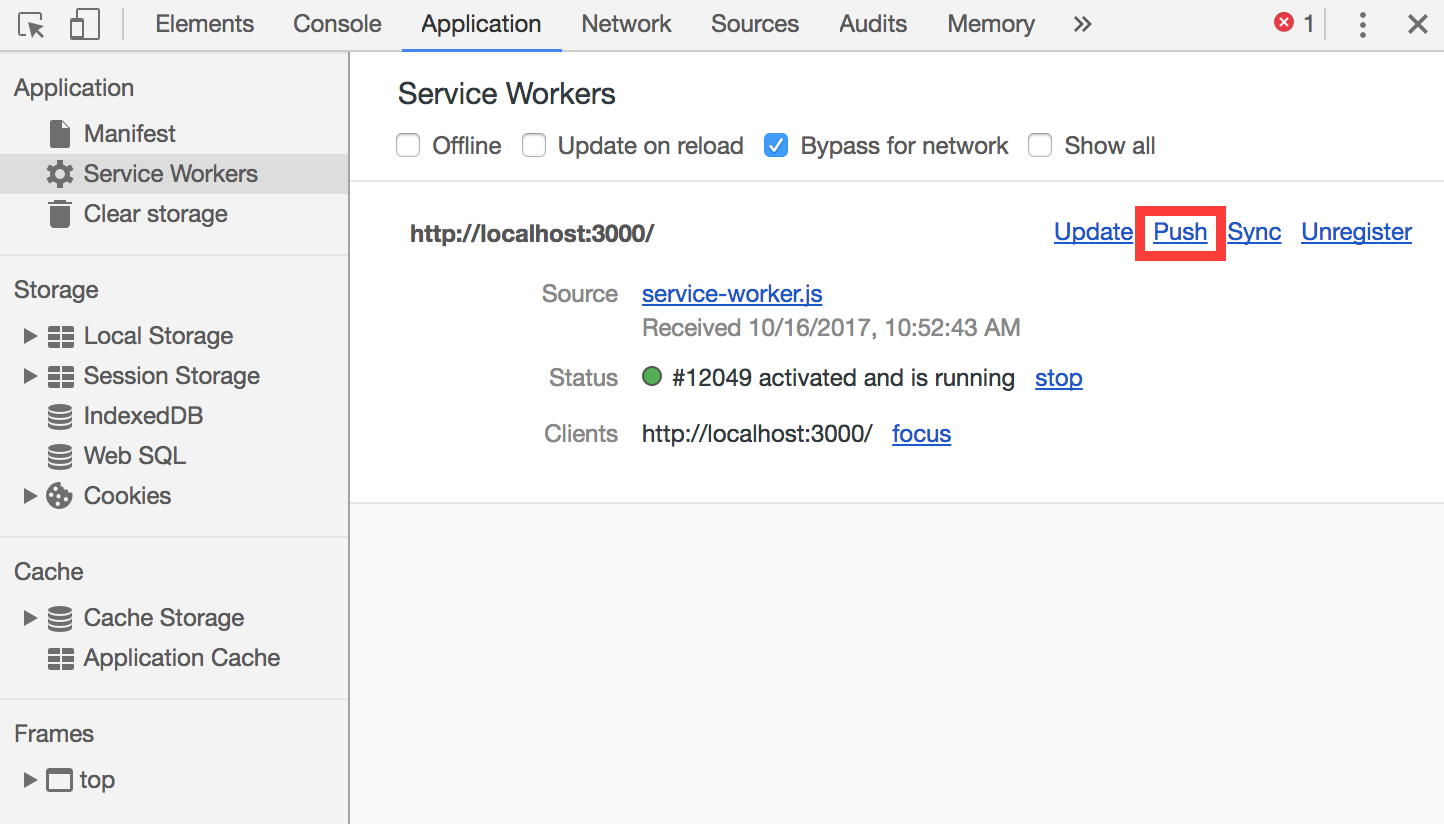 Elements Console Application Network Sources Audits Memory 1
Application
Manifest
Service Workers
Clear storage
Storage
Local Storage
Session Storage
IndexedDB
Web SQL
Cookies
Cache
Cache Storage
Application Cache
Frames
top
Service Workers
Offline Update on reload Bypass for network Show all
http://localhost:3000/ Update Push Sync Unregister
Source service-worker.js
Received 10/16/2017, 10:52:43 AM
Status #12049 activated and is running stop
Clients http://localhost:3000/ focus